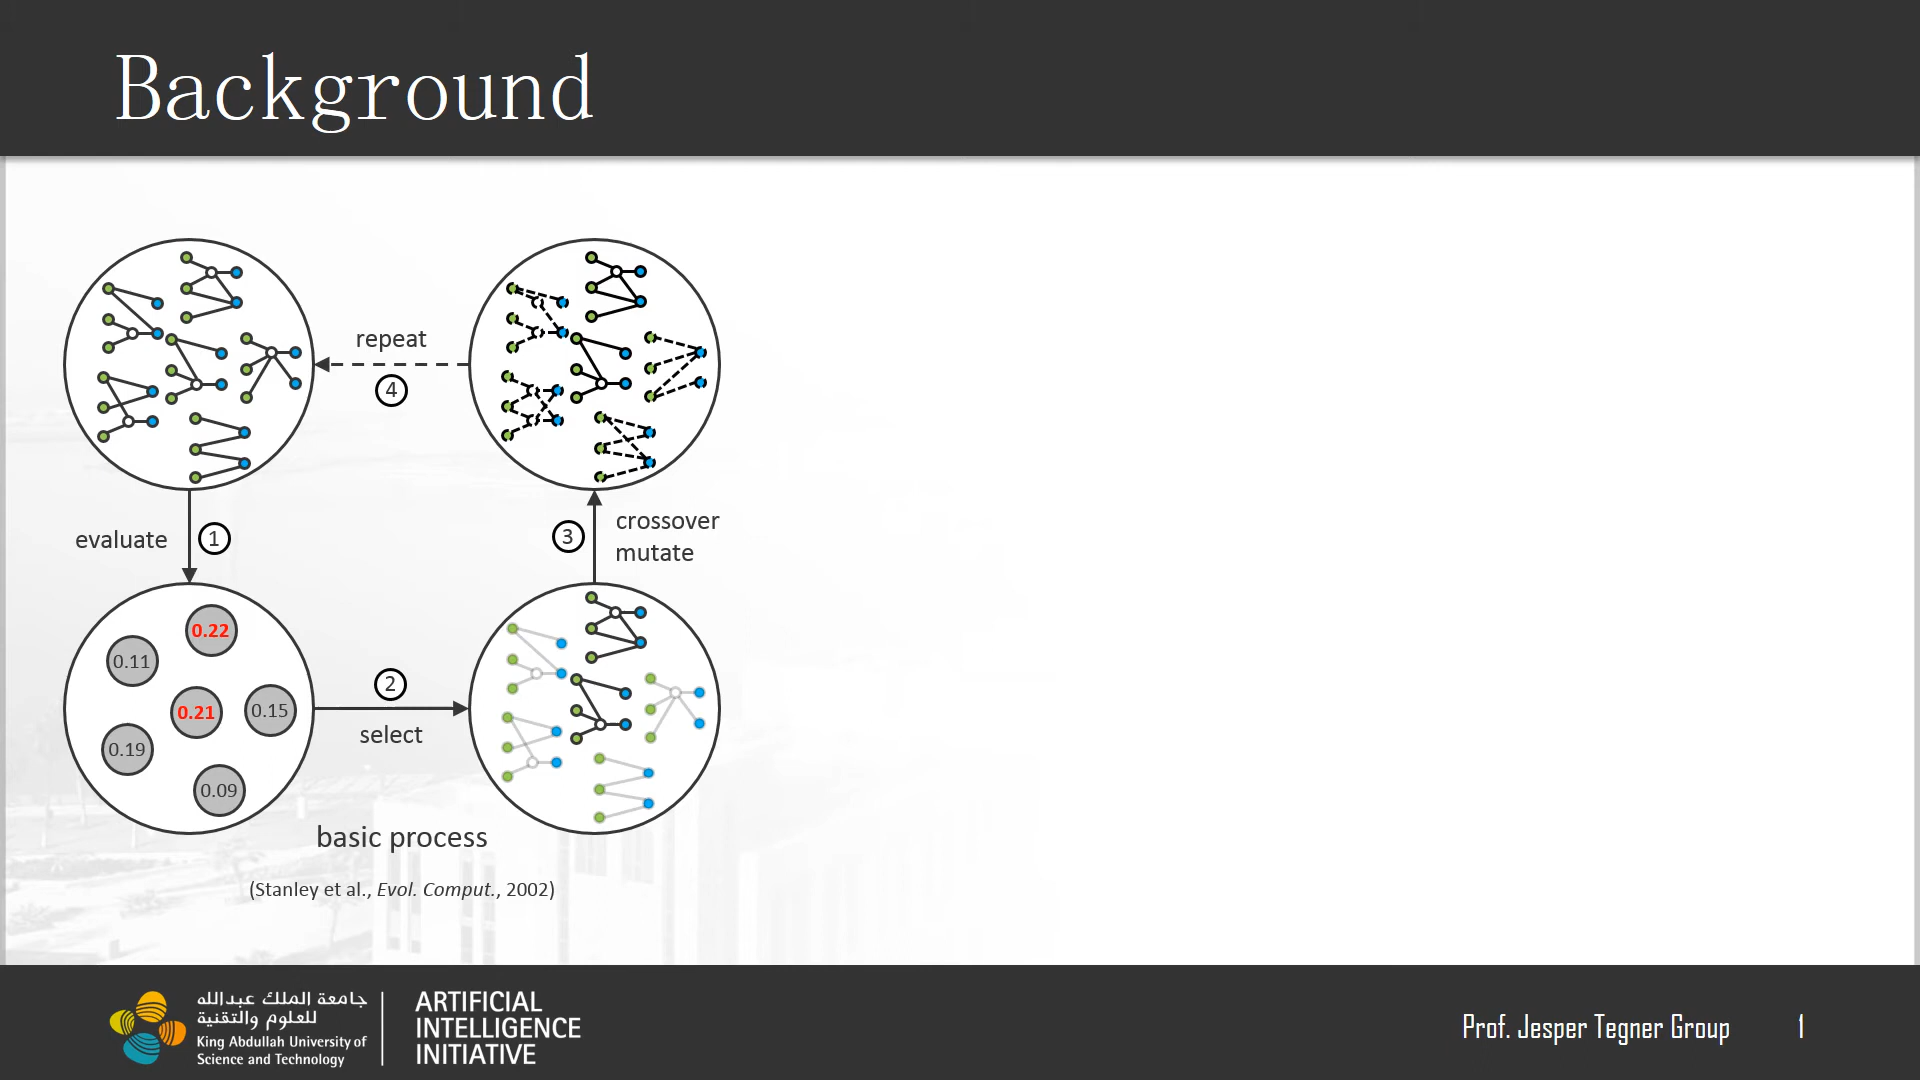 Background
repeat
4
evaluate
1
crossover
mutate
3
0.22
0.11
0.21
0.15
0.19
0.09
2
select
basic process
(Stanley et al., Evol. Comput., 2002)
جامعة الملك عبدالله
للعلوم والتقنية
King Abdullah University of
Science and Technology
ARTIFICIAL
INTELLIGENCE
INITIATIVE
Prof. Jesper Tegner Group
1